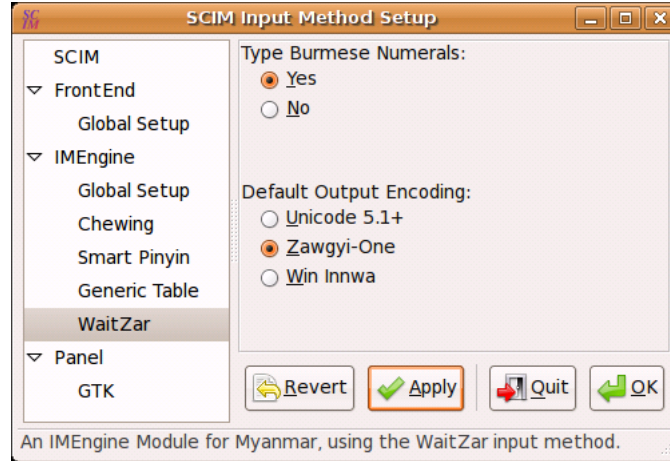 SCIM Input Method Setup
SCIM
FrontEnd
Global Setup
IMEngine
Global Setup
Chewing
Smart Pinyin
Generic Table
WaitZar
Panel
GTK
Type Burmese Numerals:
Yes
No
Default Output Encoding:
Unicode 5.1+
Zawgyi-One
Win Innwa
Revert
Apply
Quit
OK
An IMEngine Module for Myanmar, using the WaitZar input method.